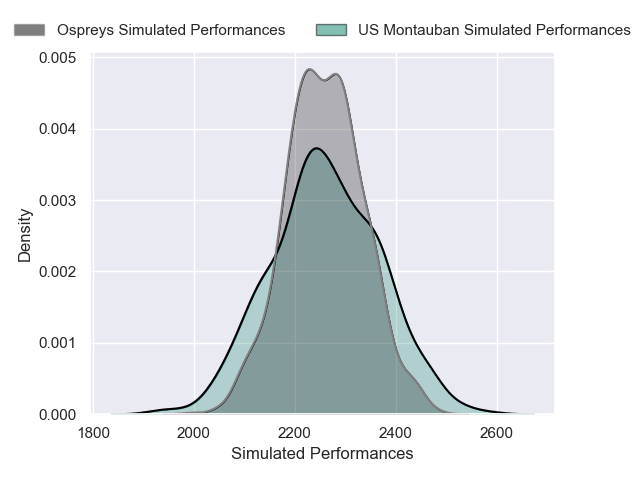 Ospreys Simulated Performances US Montauban Simulated Performances
0.005
0.004
0.003
0.002
0.001
0.000
Density
1800 2000 2200 2400 2600
Simulated Performances